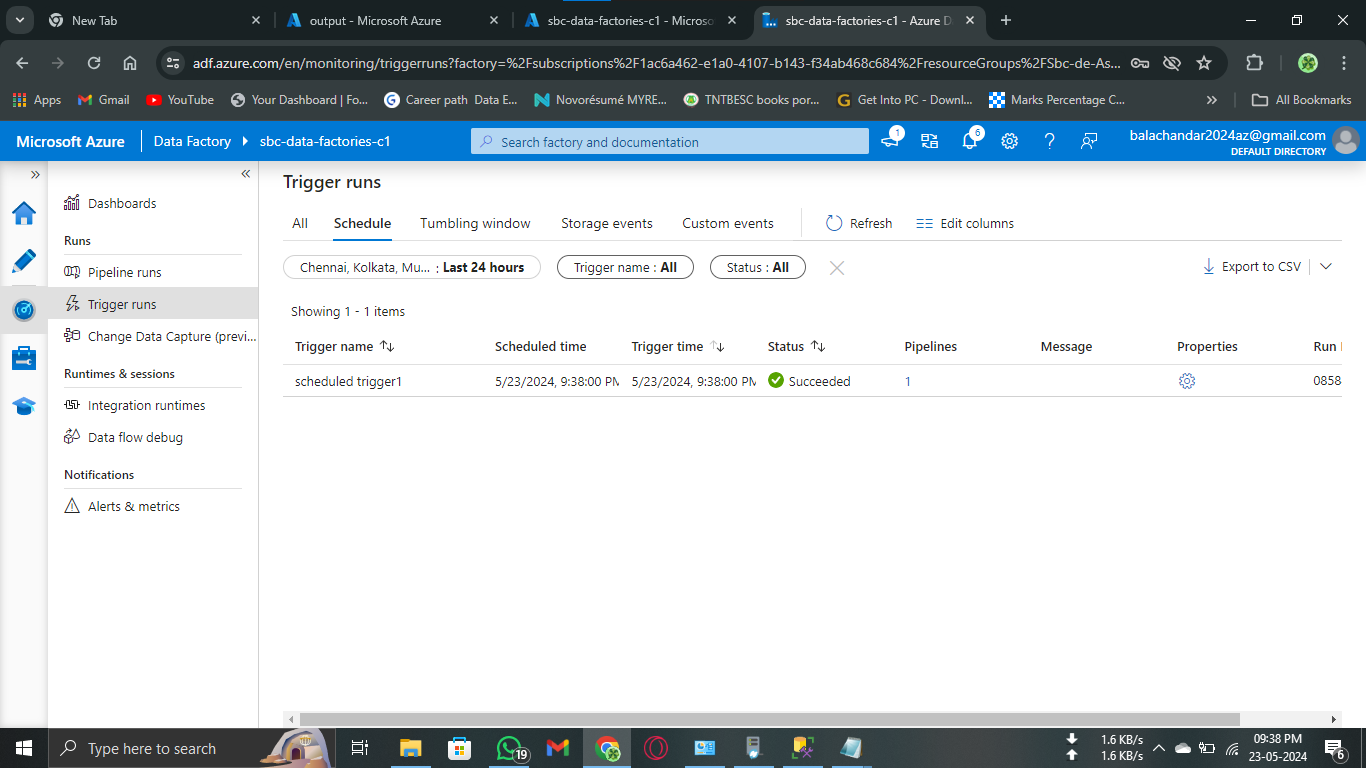 New Tab
output - Microsoft Azure
sbc-data-factories-c1 - Microso
sbc-data-factories-c1 - Azure D
adf.azure.com/en/monitoring/triggerruns?factory=%2Fsubscriptions%2F1ac6a462-e1a0-4107-b143-f34ab468c684%2FresourceGroups%2FSbc-de-As...
Apps
Gmail
YouTube
Your Dashboard | Fo...
Career path Data E...
Novorésumé MYRE...
TNTBESC books por...
Get Into PC - Downl...
Marks Percentage C...
All Bookmarks
Microsoft Azure
Data Factory
sbc-data-factories-c1
Search factory and documentation
1
6
balachandar2024az@gmail.com
DEFAULT DIRECTORY
Dashboards
Runs
Pipeline runs
Trigger runs
Change Data Capture (previ...
Runtimes & sessions
Integration runtimes
Data flow debug
Notifications
Alerts & metrics
Trigger runs
All Schedule Tumbling window Storage events Custom events Refresh Edit columns
Chennai, Kolkata, Mu... : Last 24 hours
Trigger name : All
Status : All
Export to CSV
Showing 1 - 1 items
Trigger name Scheduled time Trigger time Status Pipelines Message Properties Run
scheduled trigger1 5/23/2024, 9:38:00 PM 5/23/2024, 9:38:00 PM Succeeded 1 0858
Type here to search
19
1.6 KB/s
1.6 KB/s
09:38 PM
23-05-2024
6